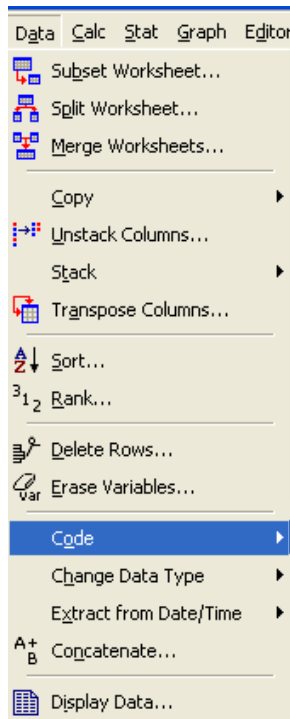 Data Calc Stat Graph Editor
Subset Worksheet...
Split Worksheet...
Merge Worksheets...
Copy
Unstack Columns...
Stack
Transpose Columns...
Sort...
Rank...
Delete Rows...
Erase Variables...
Code
Change Data Type
Extract from Date/Time
Concatenate...
Display Data...